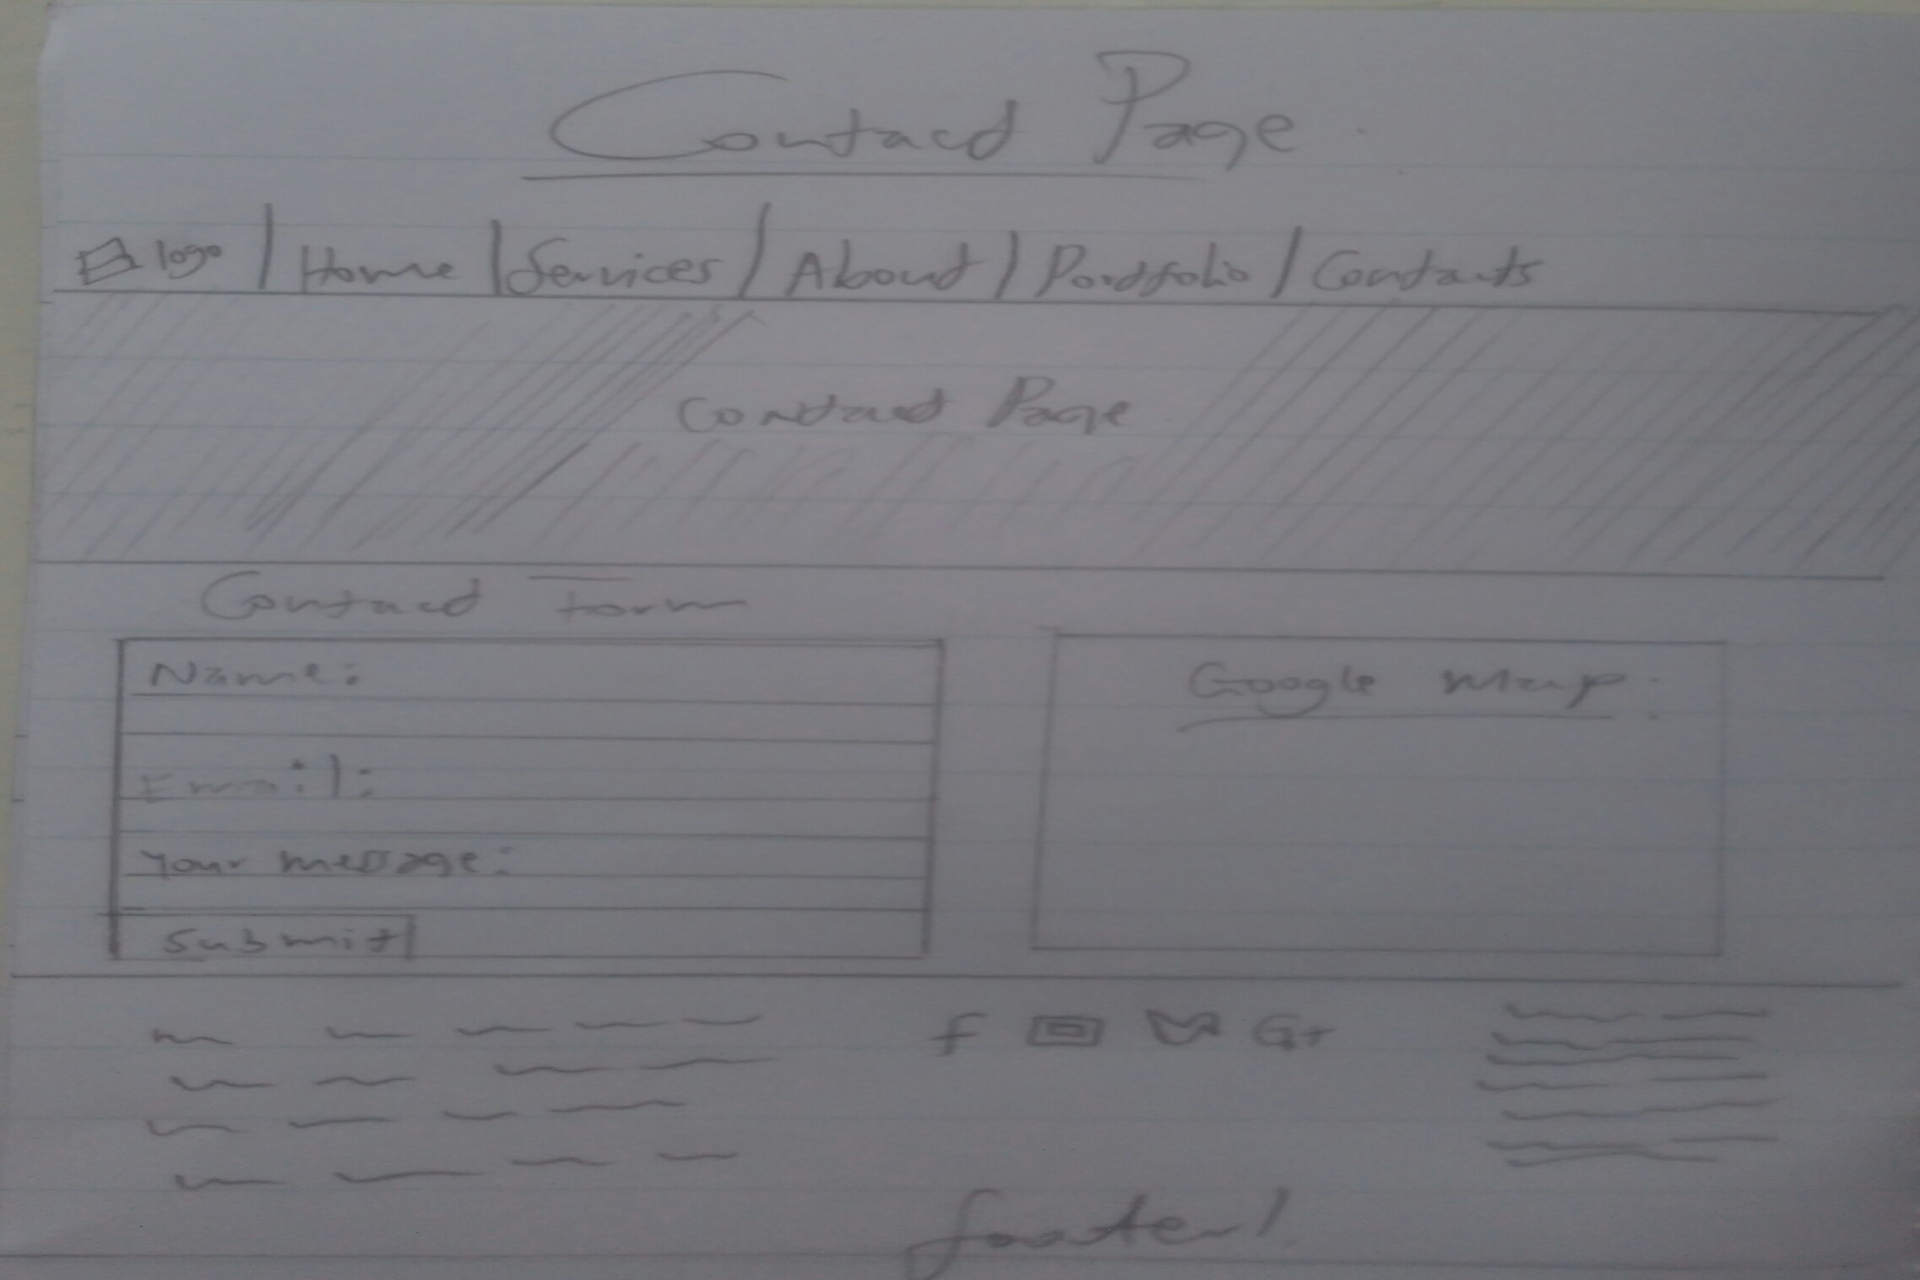 Contact Page
logo | Home | Services | About | Portfolio | Contacts
Contact Page
Contact Form
Name:
Email:
Your message:
Submit
Google Map
f G+
footer!